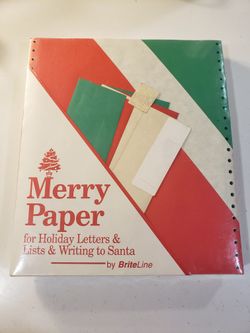 Merry
Paper
for Holiday Letters &
Lists & Writing to Santa
by BriteLine